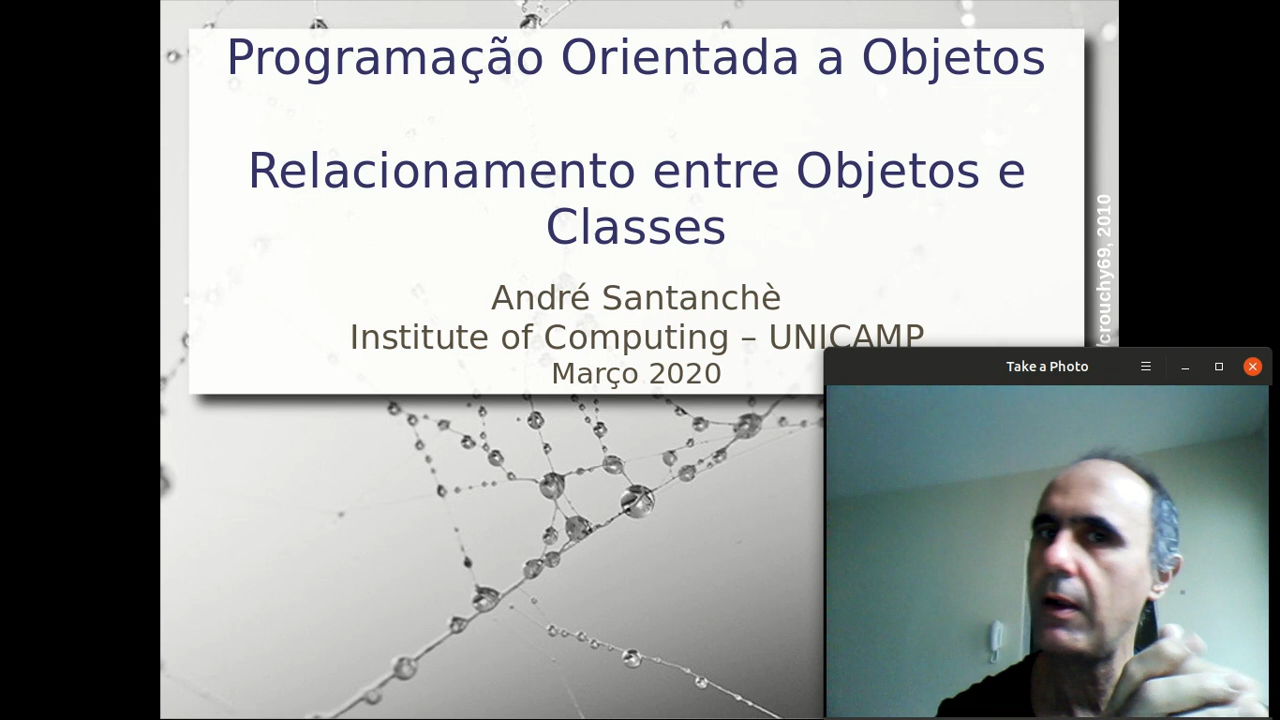 Programação Orientada a Objetos
Relacionamento entre Objetos e
Classes
André Santanchè
Institute of Computing – UNICAMP
Março 2020
crouchy69, 2010
Take a Photo